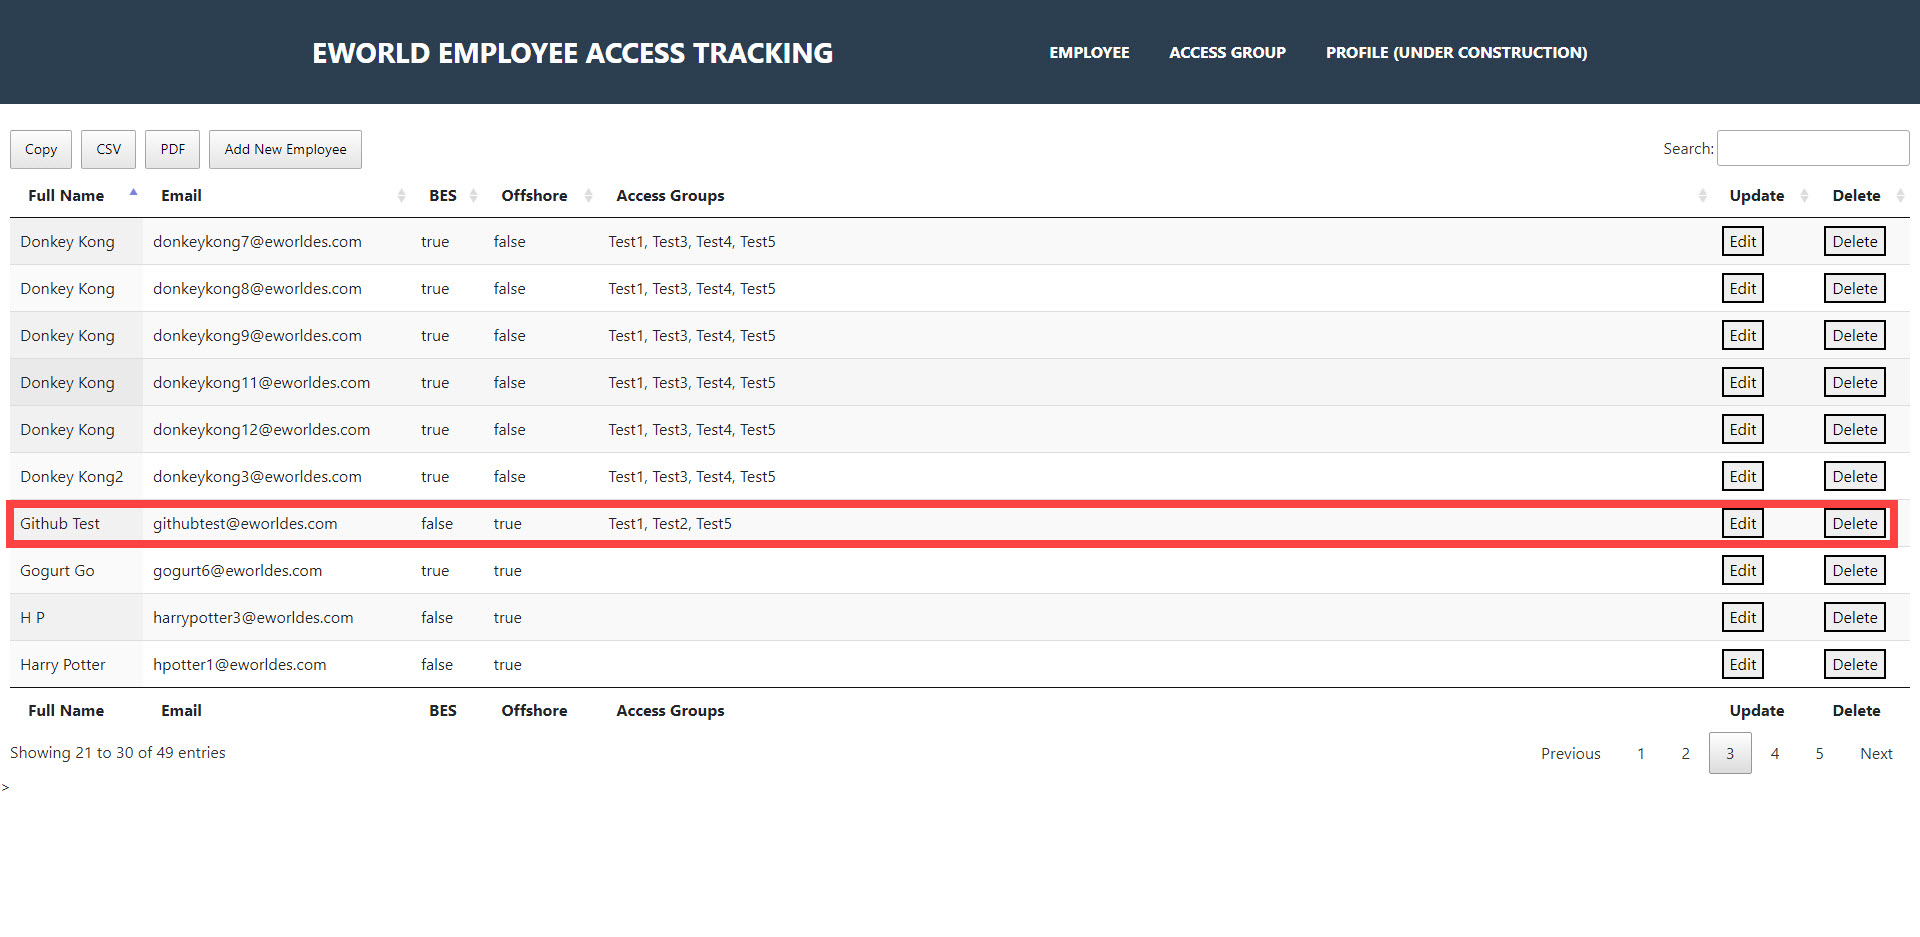 EWORLD EMPLOYEE ACCESS TRACKING EMPLOYEE ACCESS GROUP PROFILE (UNDER CONSTRUCTION)
Copy CSV PDF Add New Employee Search:
Full Name Email BES Offshore Access Groups Update Delete
Donkey Kong donkeykong7@eworldes.com true false Test1, Test3, Test4, Test5 Edit Delete
Donkey Kong donkeykong8@eworldes.com true false Test1, Test3, Test4, Test5 Edit Delete
Donkey Kong donkeykong9@eworldes.com true false Test1, Test3, Test4, Test5 Edit Delete
Donkey Kong donkeykong11@eworldes.com true false Test1, Test3, Test4, Test5 Edit Delete
Donkey Kong donkeykong12@eworldes.com true false Test1, Test3, Test4, Test5 Edit Delete
Donkey Kong2 donkeykong3@eworldes.com true false Test1, Test3, Test4, Test5 Edit Delete
Github Test githubtest@eworldes.com false true Test1, Test2, Test5 Edit Delete
Gogurt Go gogurt6@eworldes.com true true Edit Delete
H P harrypotter3@eworldes.com false true Edit Delete
Harry Potter hpotter1@eworldes.com false true Edit Delete
Full Name Email BES Offshore Access Groups Update Delete
Showing 21 to 30 of 49 entries Previous 1 2 3 4 5 Next
>